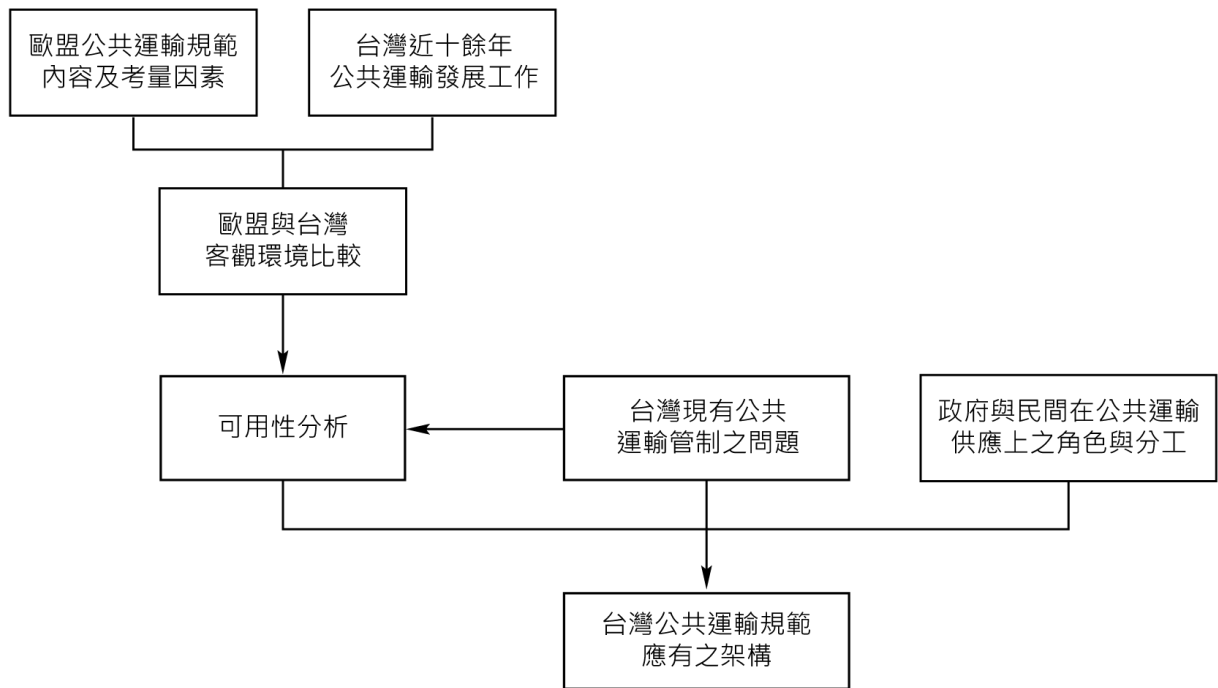 歐盟公共運輸規範
內容及考量因素
台灣近十餘年
公共運輸發展工作
歐盟與台灣
客觀環境比較
可用性分析
台灣現有公共
運輸管制之問題
政府與民間在公共運輸
供應上之角色與分工
台灣公共運輸規範
應有之架構